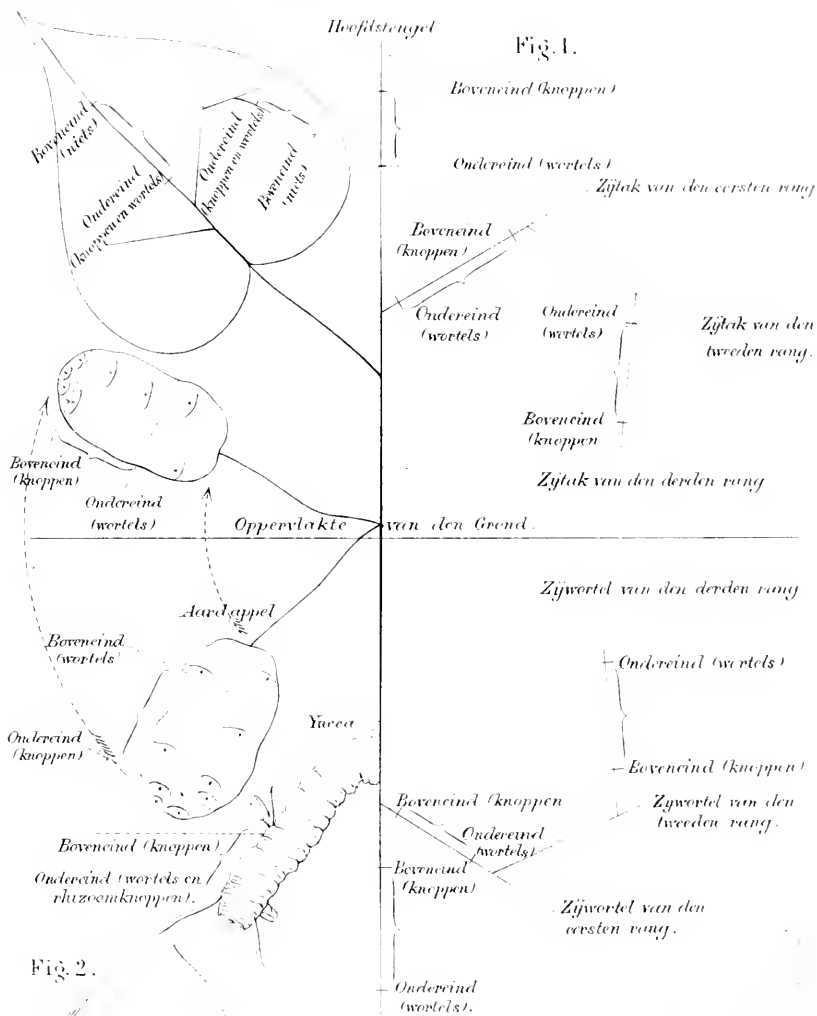 Hoofdstengel
Fig. 1.
Boveneind (knoppen)
Ondereind (wortels)
Zijtak van den eersten rang
Boveneind
(niets)
Ondereind
(knoppen en wortels)
Ondereind
(knoppen en wortels)
Boveneind
(niets)
Boveneind
(knoppen)
Ondereind
(wortels)
Ondereind
(wortels)
Zijtak van den
tweeden rang.
Boveneind
(knoppen
Zijtak van den derden rang
Boveneind
(knoppen)
Ondereind
(wortels)
Oppervlakte van den Grond.
Zijwortel van den derden rang
Aardappel
Boveneind
(wortels
Ondereind (wortels)
Ondereind
(knoppen)
Yucca
Boveneind (knoppen)
Boveneind (knoppen
Zywortel van den
tweeden rang.
Ondereind
(wortels)
Boveneind (knoppen)
Boveneind
(knoppen)
Ondereind (wortels en
rhizoomknoppen).
Zijwortel van den
eersten rang.
Fig. 2.
Ondereind
(wortels).